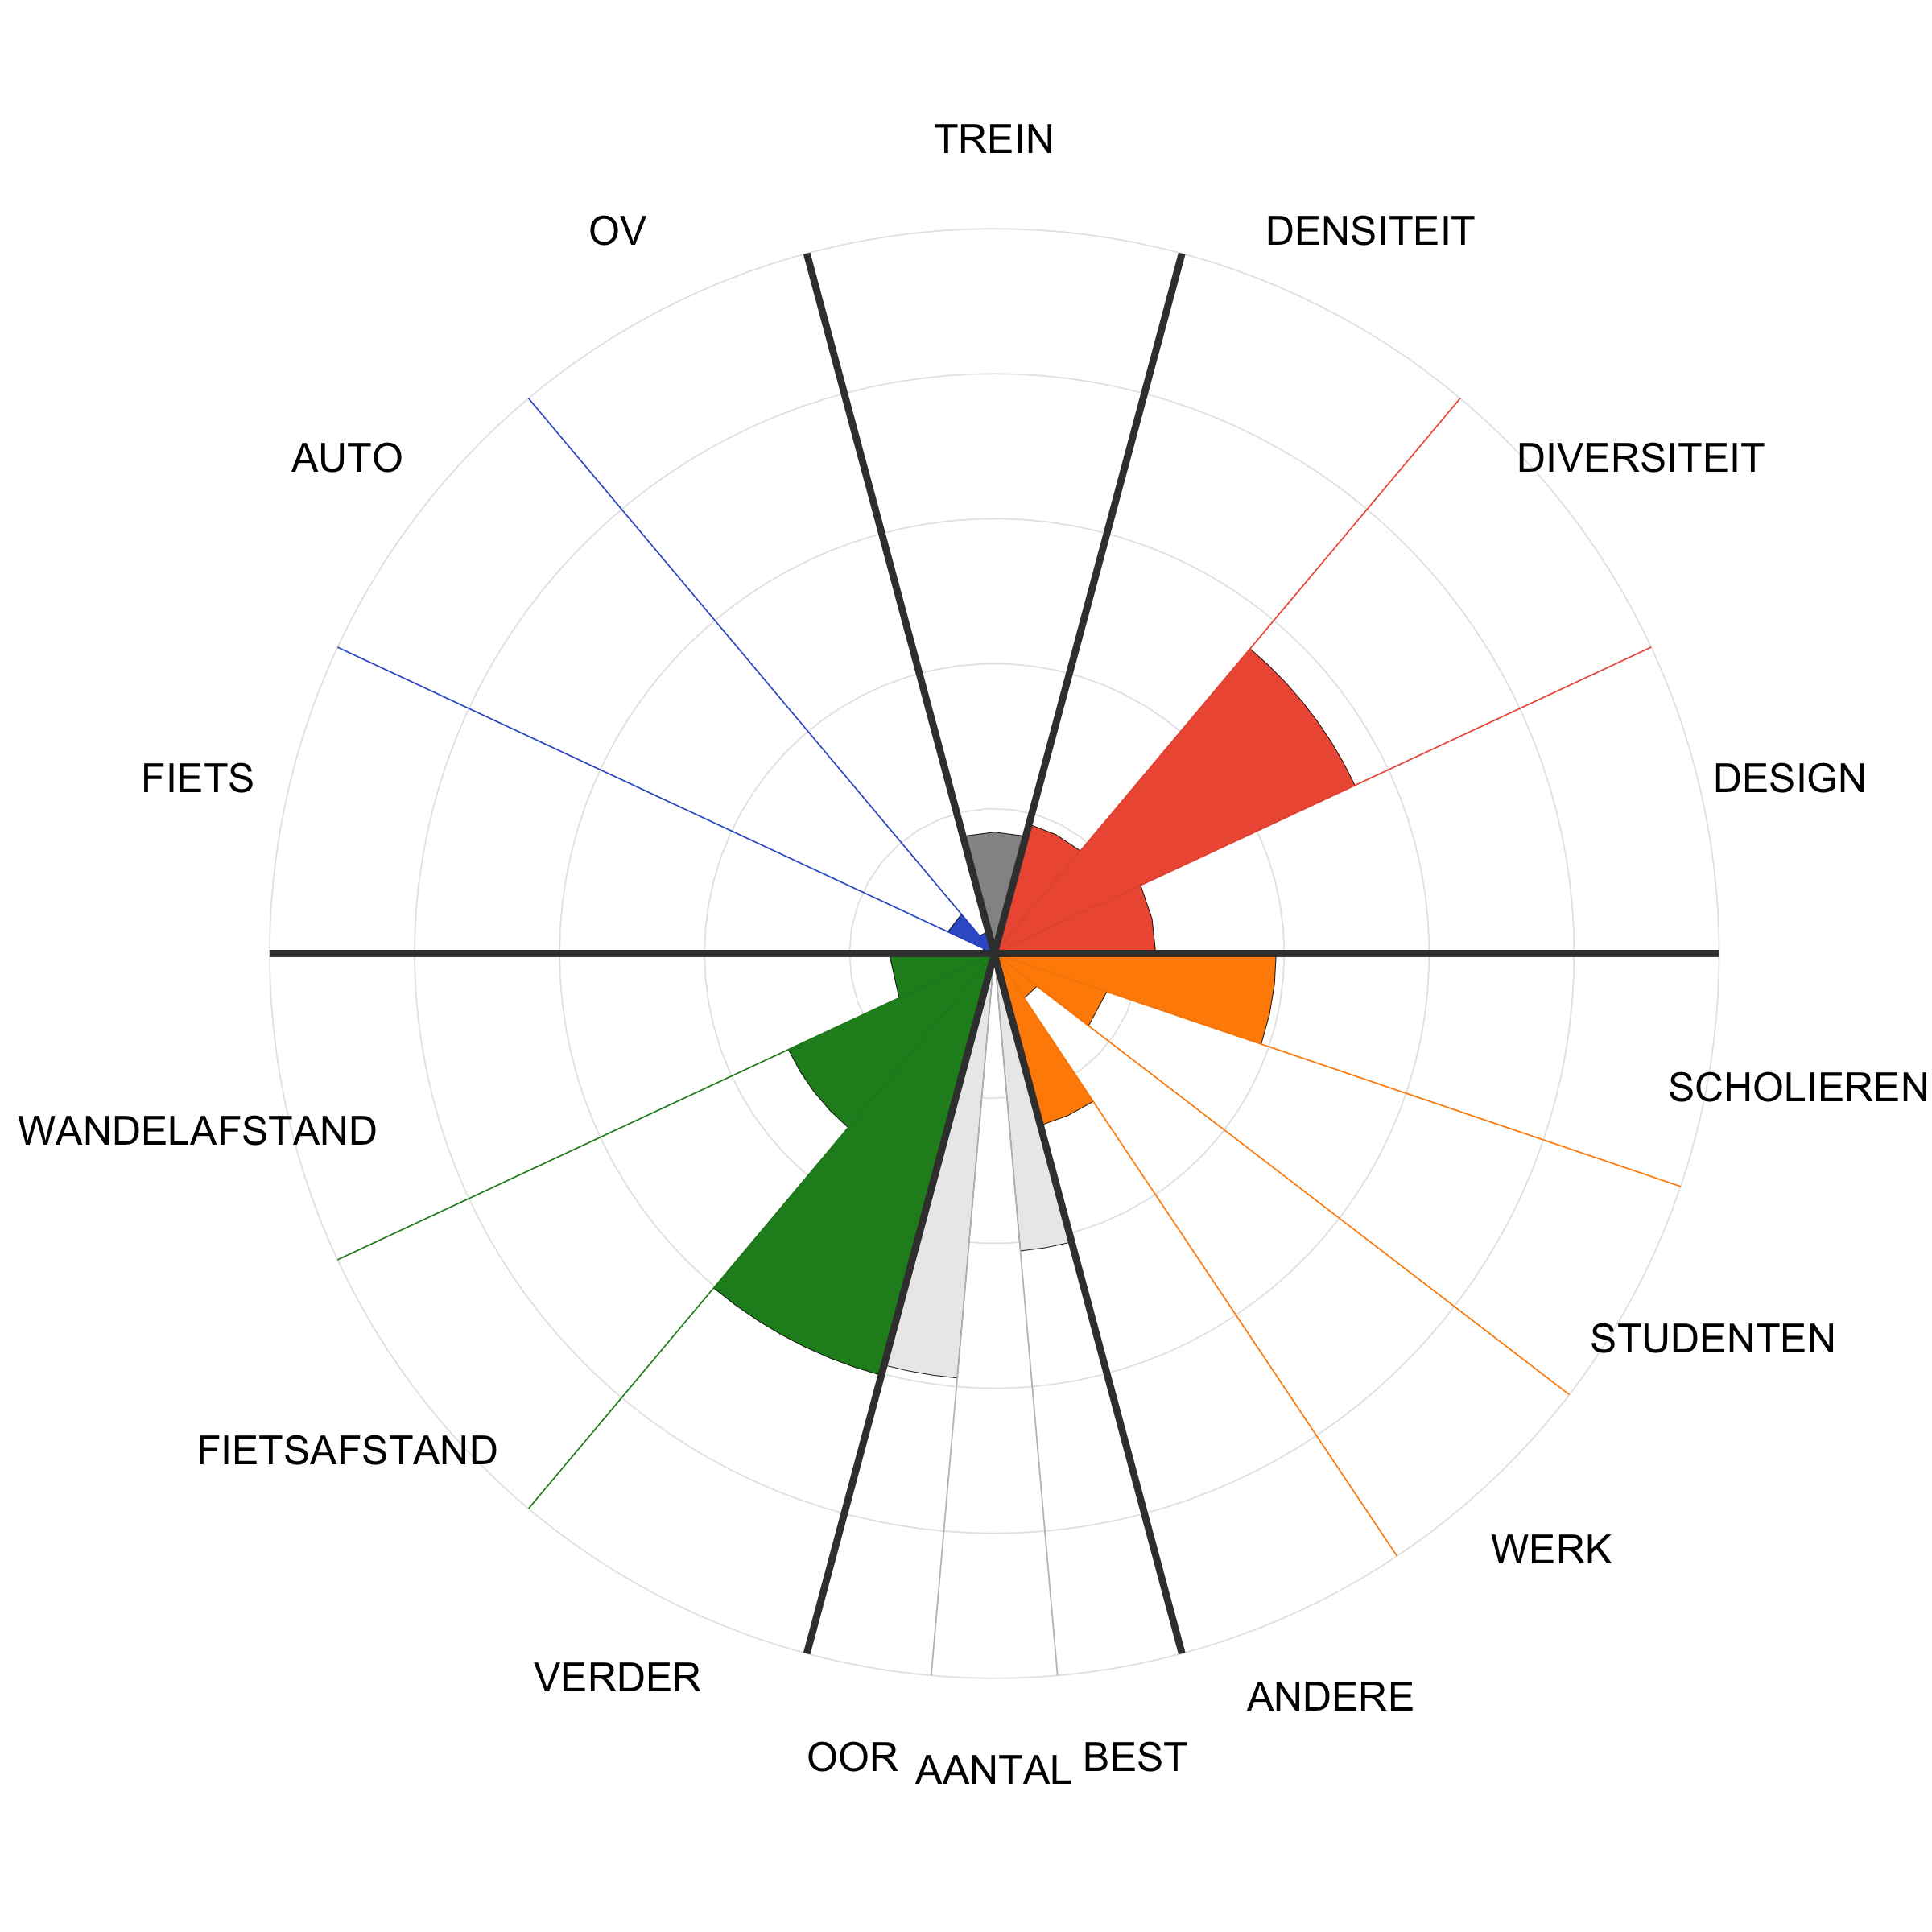 TREIN
OV
DENSITEIT
AUTO
DIVERSITEIT
FIETS
DESIGN
SCHOLIEREN
WANDELAFSTAND
STUDENTEN
FIETSAFSTAND
WERK
VERDER
ANDERE
OOR
AANTAL
BEST